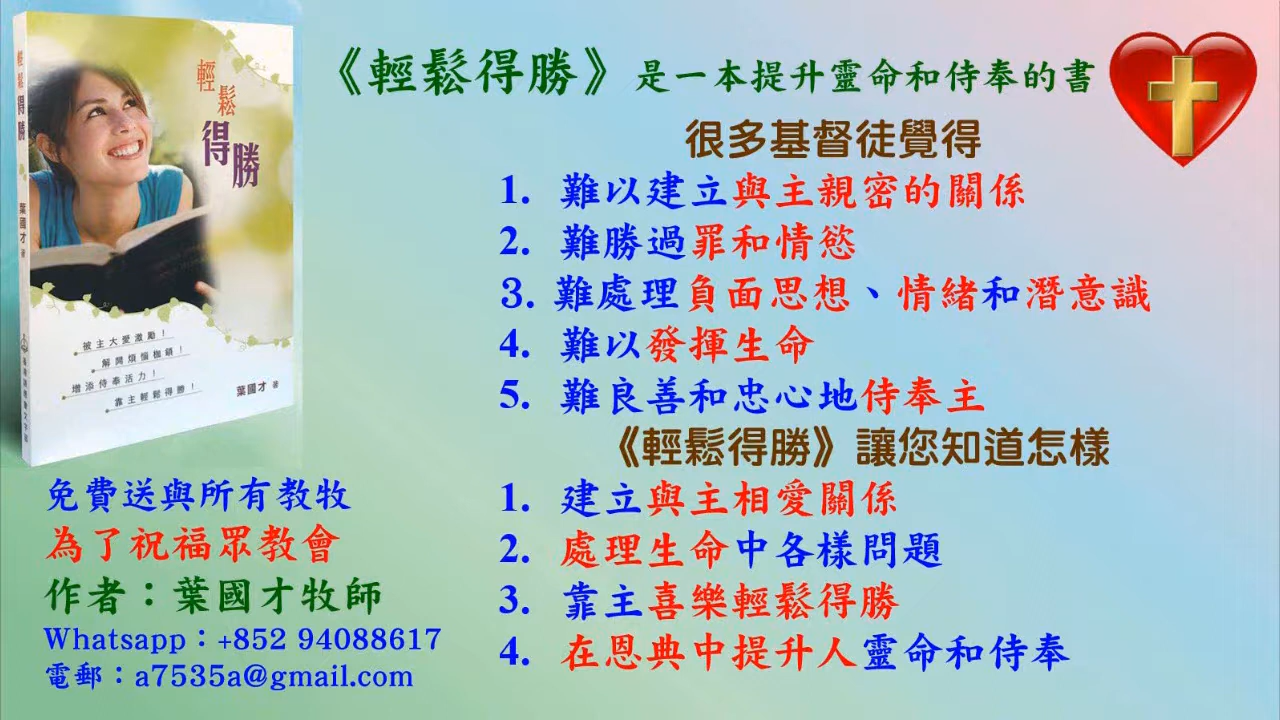 輕鬆得勝
葉國才 著
輕鬆
得勝
被主大愛激勵！
解開煩惱枷鎖！
增添侍奉活力！
靠主輕鬆得勝！
葉國才 著
《輕鬆得勝》是一本提升靈命和侍奉的書
很多基督徒覺得
1. 難以建立與主親密的關係
2. 難勝過罪和情慾
3. 難處理負面思想、情緒和潛意識
4. 難以發揮生命
5. 難良善和忠心地侍奉主
《輕鬆得勝》讓您知道怎樣
1. 建立與主相愛關係
2. 處理生命中各樣問題
3. 靠主喜樂輕鬆得勝
4. 在恩典中提升人靈命和侍奉
免費送與所有教牧
為了祝福眾教會
作者：葉國才牧師
Whatsapp：+852 94088617
電郵：a7535a@gmail.com